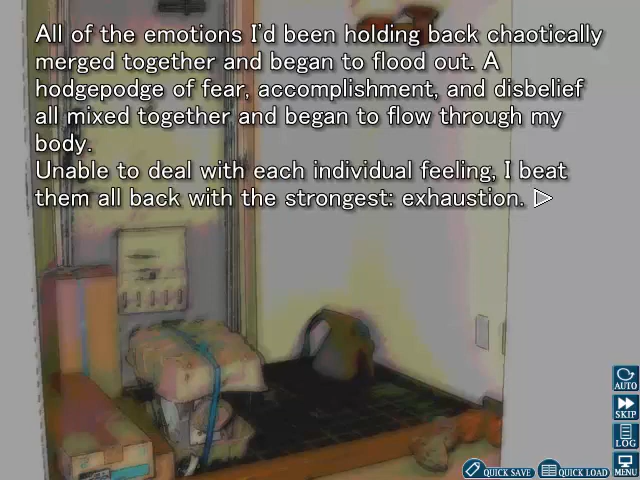 All of the emotions I'd been holding back chaotically
merged together and began to flood out. A
hodgepodge of fear, accomplishment, and disbelief
all mixed together and began to flow through my
body.
Unable to deal with each individual feeling, I beat
them all back with the strongest: exhaustion.
AUTO
SKIP
LOG
MENU
QUICK SAVE
QUICK LOAD